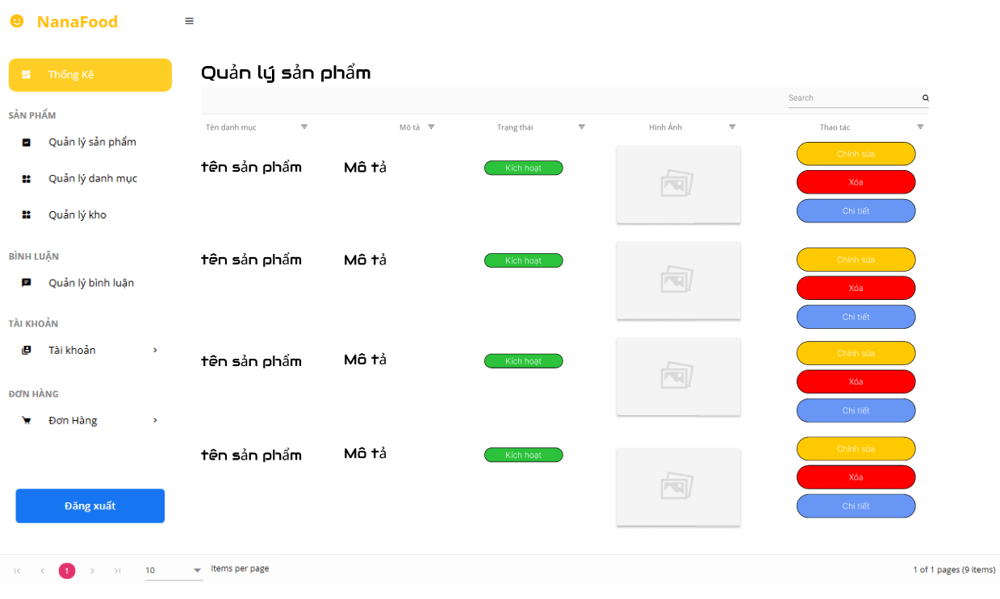 NanaFood
Thống Kê
SẢN PHẨM
Quản lý sản phẩm
Quản lý danh mục
Quản lý kho
BÌNH LUẬN
Quản lý bình luận
TÀI KHOẢN
Tài khoản
ĐƠN HÀNG
Đơn Hàng
Đăng xuất
Quản lý sản phẩm
Search
Tên danh mục Mô tả Trạng thái Hình Ảnh Thao tác
tên sản phẩm Mô tả Kích hoạt
Chỉnh sửa
Xóa
Chi tiết
tên sản phẩm Mô tả Kích hoạt
Chỉnh sửa
Xóa
Chi tiết
tên sản phẩm Mô tả Kích hoạt
Chỉnh sửa
Xóa
Chi tiết
tên sản phẩm Mô tả Kích hoạt
Chỉnh sửa
Xóa
Chi tiết
1 10 Items per page 1 of 1 pages (9 items)